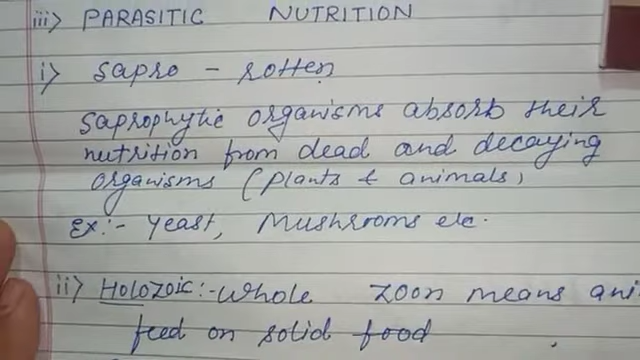 iii> PARASITIC NUTRITION
i> Sapro - rotten
Saprophytic organisms absorb their
nutrition from dead and decaying
organisms (plants & animals)
Ex:- Yeast, Mushrooms etc.
ii> HOLOZOIC:- Whole zoon means ani
feed on solid food